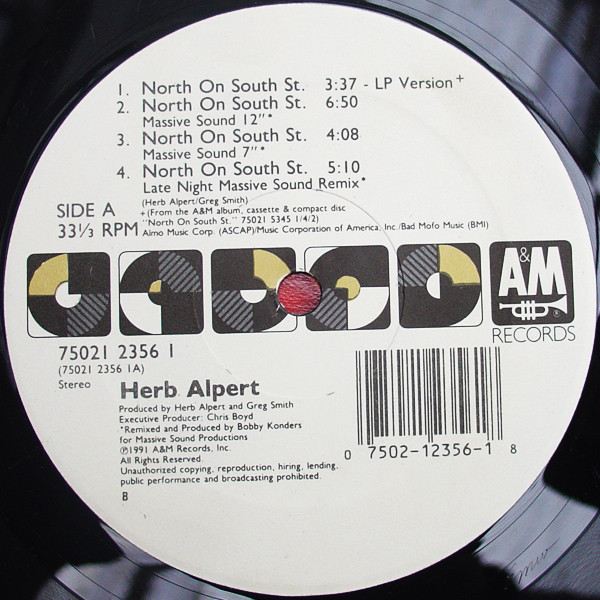 1. North On South St. 3:37 - LP Version+
2. North On South St. 6:50
Massive Sound 12"*
3. North On South St. 4:08
Massive Sound 7"*
4. North On South St. 5:10
Late Night Massive Sound Remix*
(Herb Alpert/Greg Smith)
SIDE A
33⅓ RPM
+(From the A&M album, cassette & compact disc
"North On South St." 75021 5345 1/4/2)
Almo Music Corp. (ASCAP)/Music Corporation of America, Inc./Bad Mofo Music (BMI)
A&M
®
RECORDS
75021 2356 1
(75021 2356 1A)
Stereo
Herb Alpert
Produced by Herb Alpert and Greg Smith
Executive Producer: Chris Boyd
*Remixed and Produced by Bobby Konders
for Massive Sound Productions
℗1991 A&M Records, Inc.
All Rights Reserved.
Unauthorized copying, reproduction, hiring, lending,
public performance and broadcasting prohibited.
B
0 7502-12356-1 8